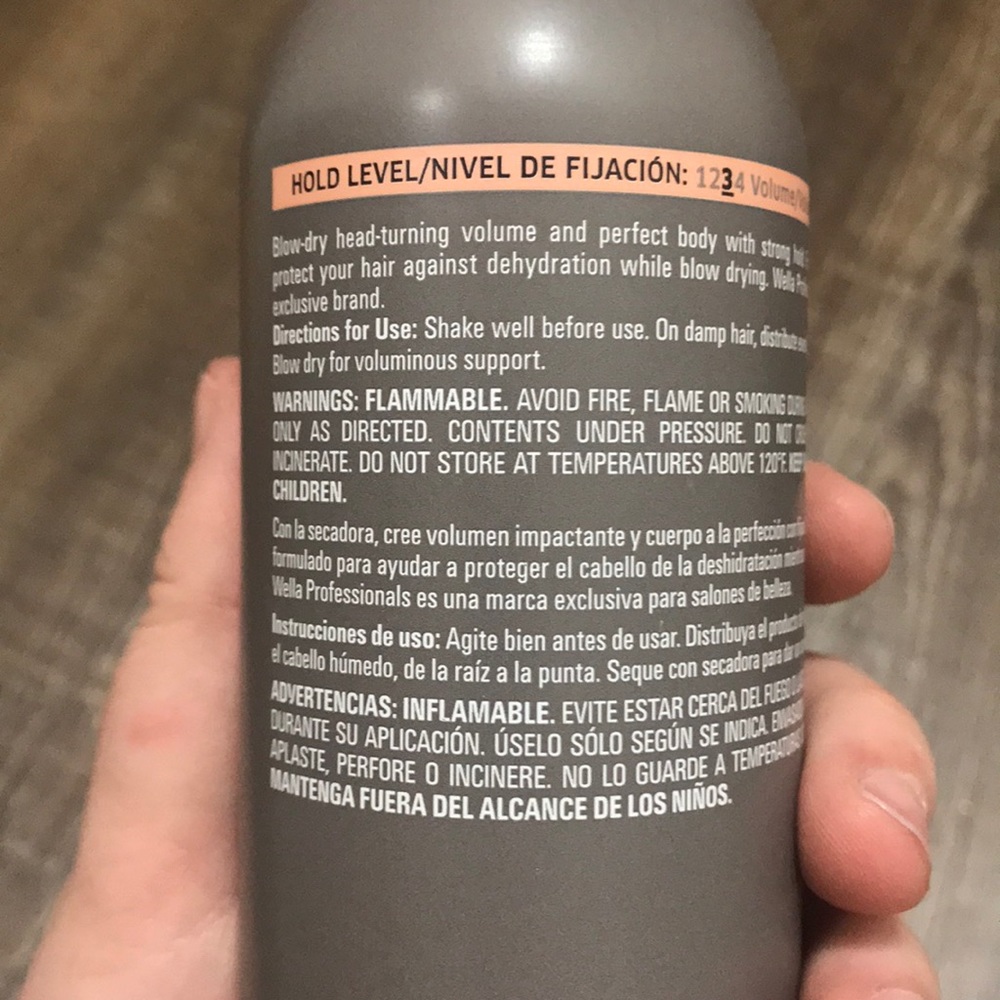 HOLD LEVEL/NIVEL DE FIJACIÓN: 1234 Volume/
Blow-dry head-turning volume and perfect body with strong
protect your hair against dehydration while blow drying. Wella
exclusive brand.
Directions for Use: Shake well before use. On damp hair, distribute
Blow dry for voluminous support.
WARNINGS: FLAMMABLE. AVOID FIRE, FLAME OR SMOKING
ONLY AS DIRECTED. CONTENTS UNDER PRESSURE. DO NOT
INCINERATE. DO NOT STORE AT TEMPERATURES ABOVE 120°F. KEEP
CHILDREN.
Con la secadora, cree volumen impactante y cuerpo a la perfección con
formulado para ayudar a proteger el cabello de la deshidratación
Wella Professionals es una marca exclusiva para salones de belleza.
Instrucciones de uso: Agite bien antes de usar. Distribuya el producto
el cabello húmedo, de la raíz a la punta. Seque con secadora para dar
ADVERTENCIAS: INFLAMABLE. EVITE ESTAR CERCA DEL FUEGO
DURANTE SU APLICACIÓN. ÚSELO SÓLO SEGÚN SE INDICA.
APLASTE, PERFORE O INCINERE. NO LO GUARDE A
MANTENGA FUERA DEL ALCANCE DE LOS NIÑOS.